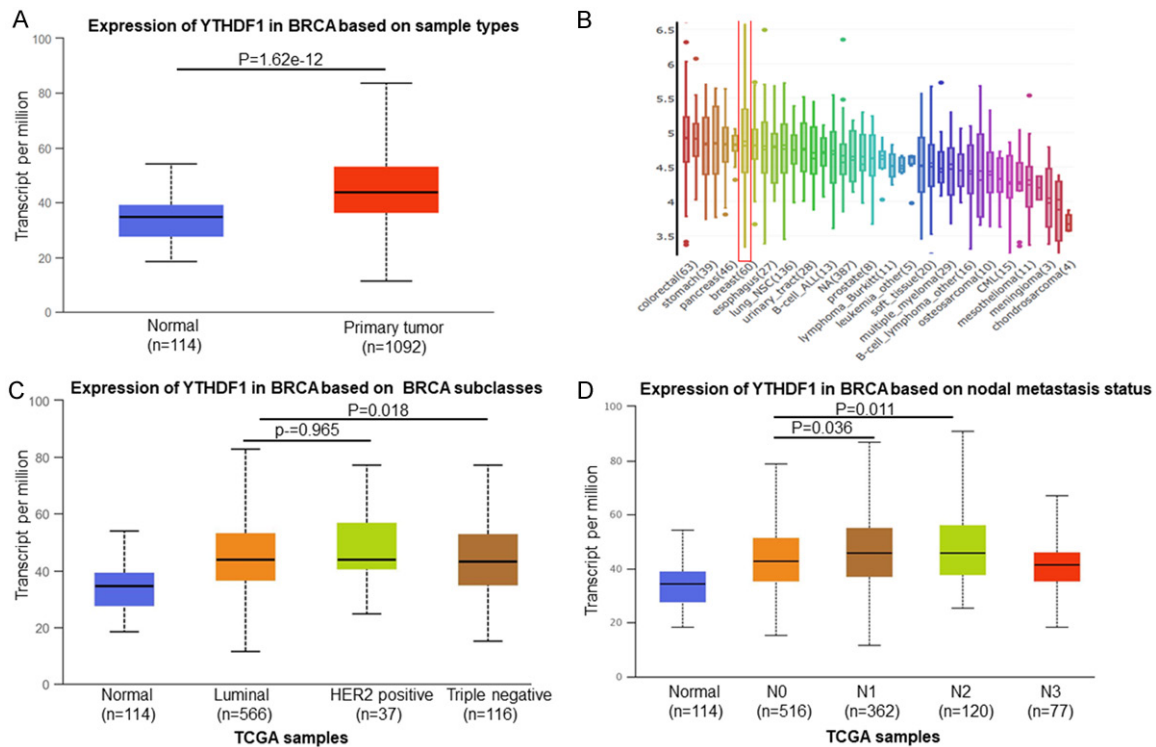 A
Expression of YTHDF1 in BRCA based on sample types
P=1.62e-12
Transcript per million
100
80
60
40
20
0
Normal
(n=114)
Primary tumor
(n=1092)
B
6.5
6
5.5
5
4.5
4
3.5
colorectal(63)
stomach(39)
pancreas(46)
breast(60)
esophagus(27)
lung_NSC(136)
urinary_tract(28)
B-cell_ALL(13)
NA(387)
prostate(8)
lymphoma_Burkitt(11)
leukemia_other(5)
soft_tissue(20)
multiple_myeloma(29)
B-cell_lymphoma_other(16)
osteosarcoma(10)
CML(15)
mesothelioma(11)
meningioma(3)
chondrosarcoma(4)
C
Expression of YTHDF1 in BRCA based on BRCA subclasses
P=0.018
p-=0.965
Transcript per million
100
80
60
40
20
0
Normal
(n=114)
Luminal
(n=566)
HER2 positive
(n=37)
Triple negative
(n=116)
TCGA samples
D
Expression of YTHDF1 in BRCA based on nodal metastasis status
P=0.011
P=0.036
Transcript per million
100
80
60
40
20
0
Normal
(n=114)
N0
(n=516)
N1
(n=362)
N2
(n=120)
N3
(n=77)
TCGA samples